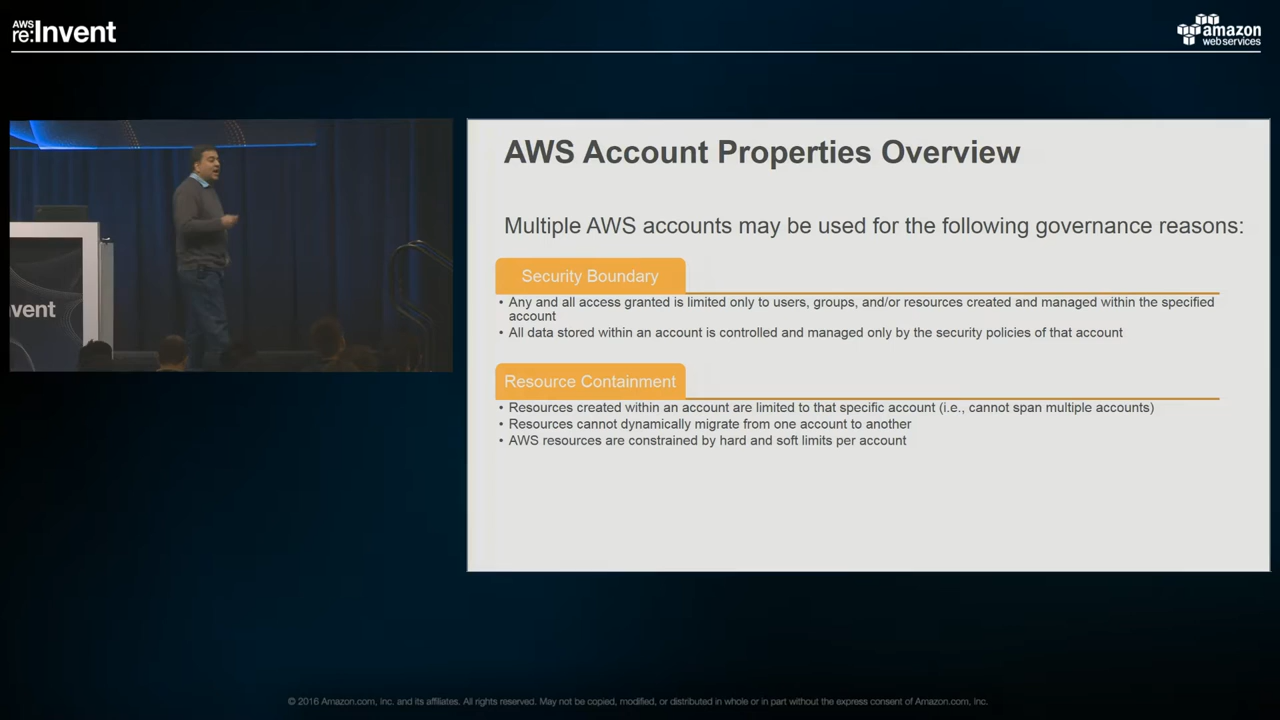 AWS
re:Invent
amazon
web services
vent
AWS Account Properties Overview
Multiple AWS accounts may be used for the following governance reasons:
Security Boundary
• Any and all access granted is limited only to users, groups, and/or resources created and managed within the specified
account
• All data stored within an account is controlled and managed only by the security policies of that account
Resource Containment
• Resources created within an account are limited to that specific account (i.e., cannot span multiple accounts)
• Resources cannot dynamically migrate from one account to another
• AWS resources are constrained by hard and soft limits per account
© 2016 Amazon.com, Inc. and its affiliates. All rights reserved. May not be copied, modified, or distributed in whole or in part without the express consent of Amazon.com, Inc.